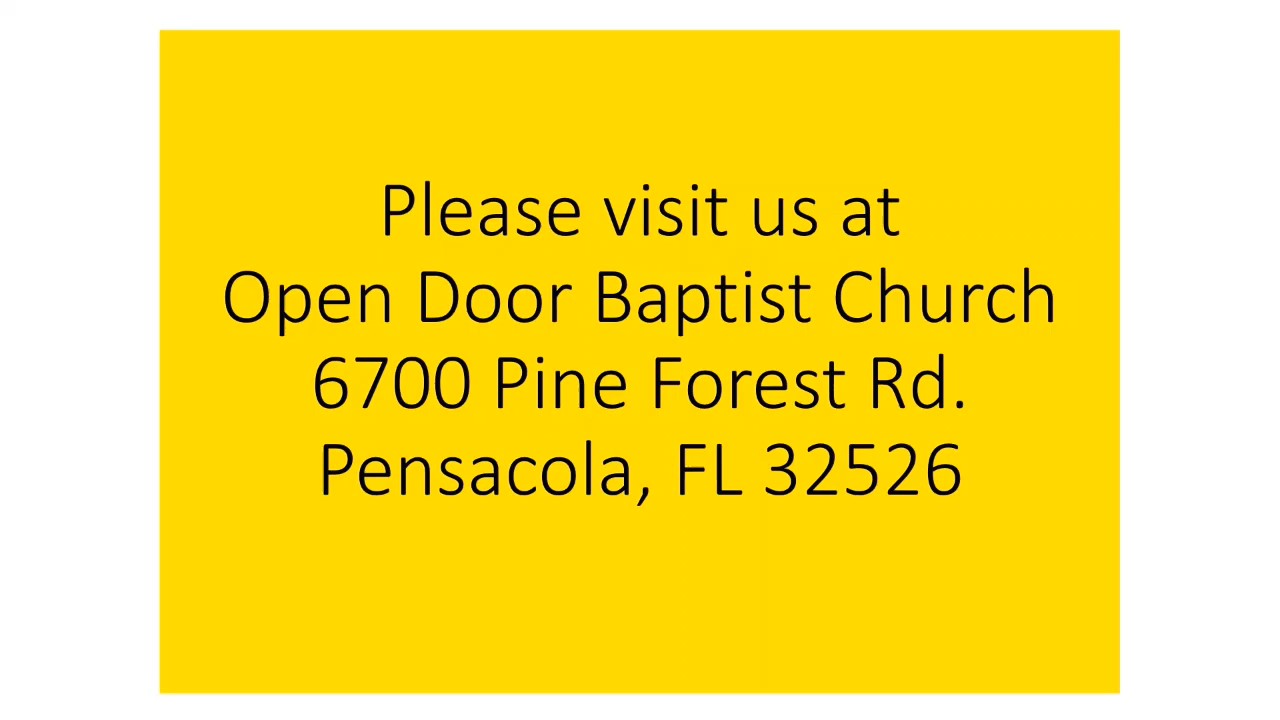 Please visit us at
Open Door Baptist Church
6700 Pine Forest Rd.
Pensacola, FL 32526